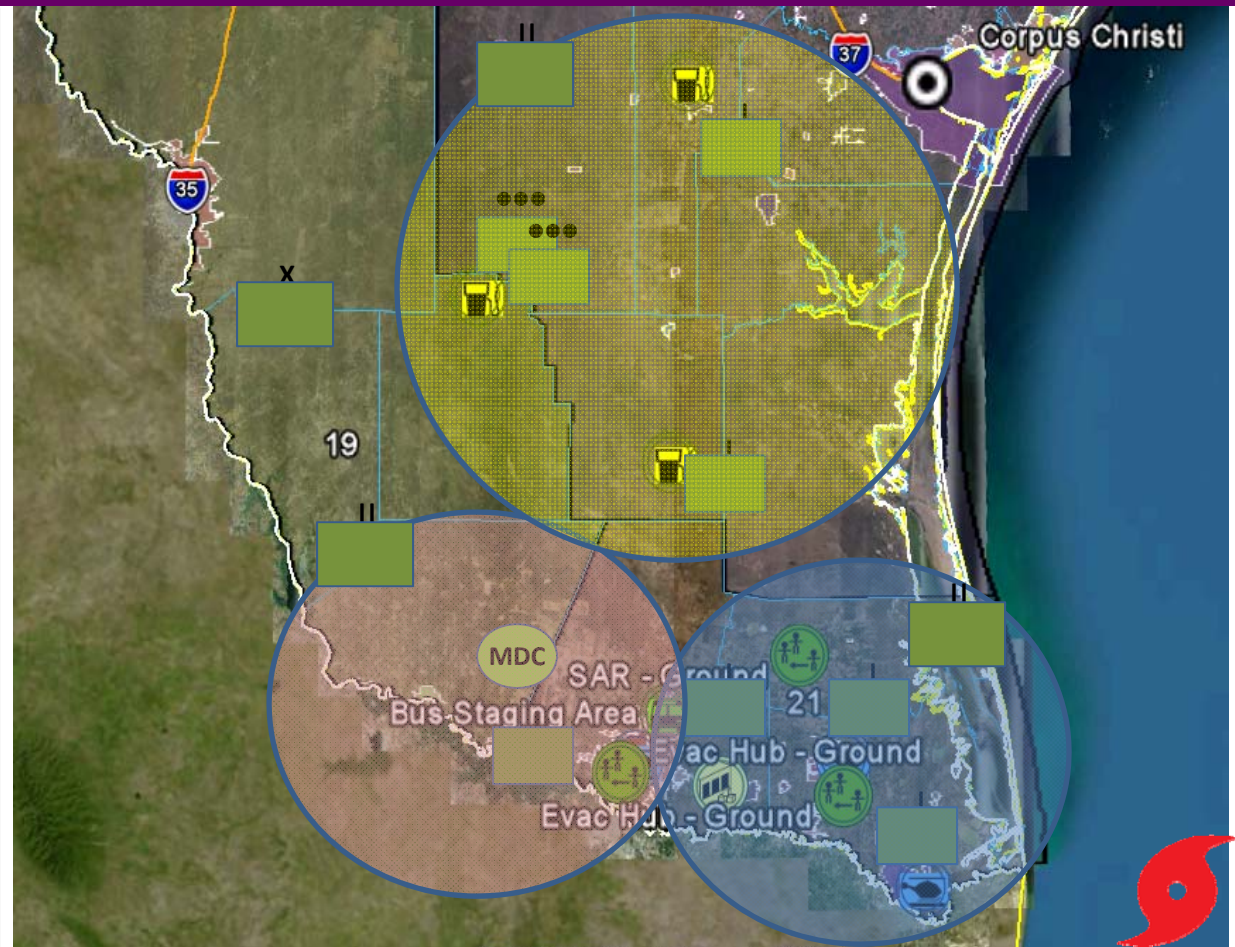 II
37
Corpus Christi
I
35
X
19
I
II
II
MDC
SAR - Ground
21
I
Bus Staging Area
Evac Hub - Ground
I
Evac Hub - Ground